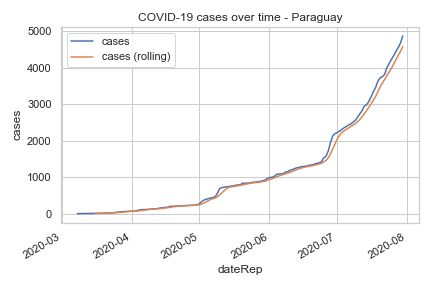 COVID-19 cases over time - Paraguay
cases
cases (rolling)
5000
4000
3000
2000
1000
0
cases
2020-03
2020-04
2020-05
2020-06
2020-07
2020-08
dateRep